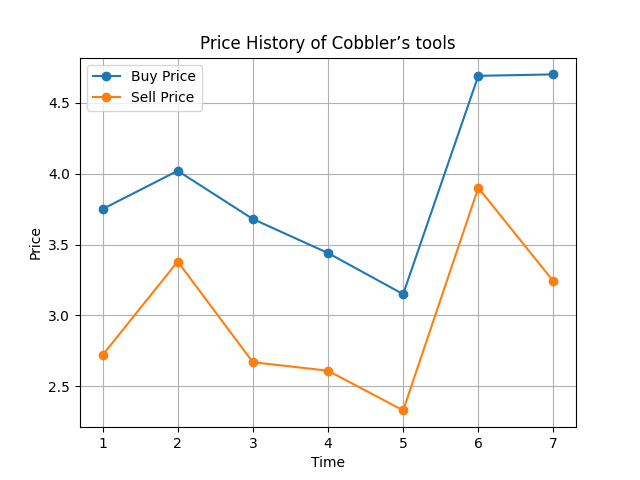 Price History of Cobbler’s tools
Buy Price
Sell Price
4.5
4.0
3.5
3.0
2.5
Price
1 2 3 4 5 6 7
Time